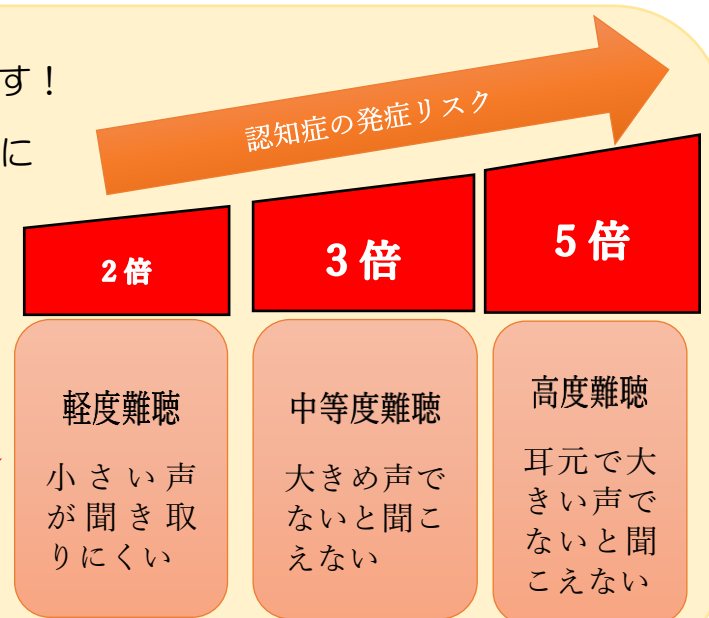 す！
に
認知症の発症リスク
2倍
3倍
5倍
軽度難聴
小さい声
が聞き取
りにくい
中等度難聴
大きめ声で
ないと聞こ
えない
高度難聴
耳元で大
きい声で
ないと聞
こえない